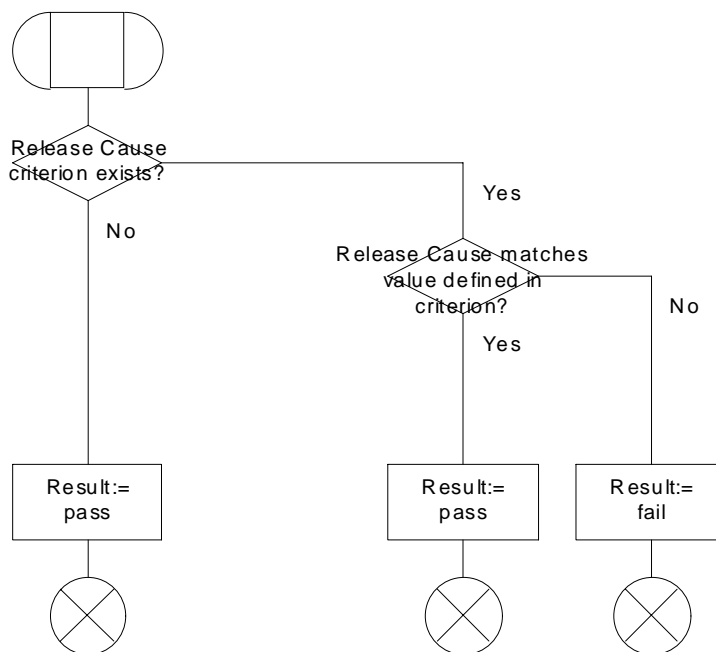 Release Cause
criterion exists?
Yes
No
Release Cause matches
value defined in
criterion?
No
Yes
Result:=
pass
Result:=
pass
Result:=
fail